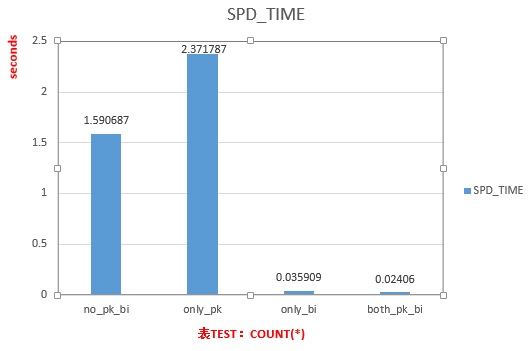 SPD_TIME
seconds
2.5
2
1.5
1
0.5
0
1.590687
2.371787
0.035909
0.02406
no_pk_bi
only_pk
only_bi
both_pk_bi
SPD_TIME
表TEST：COUNT(*)